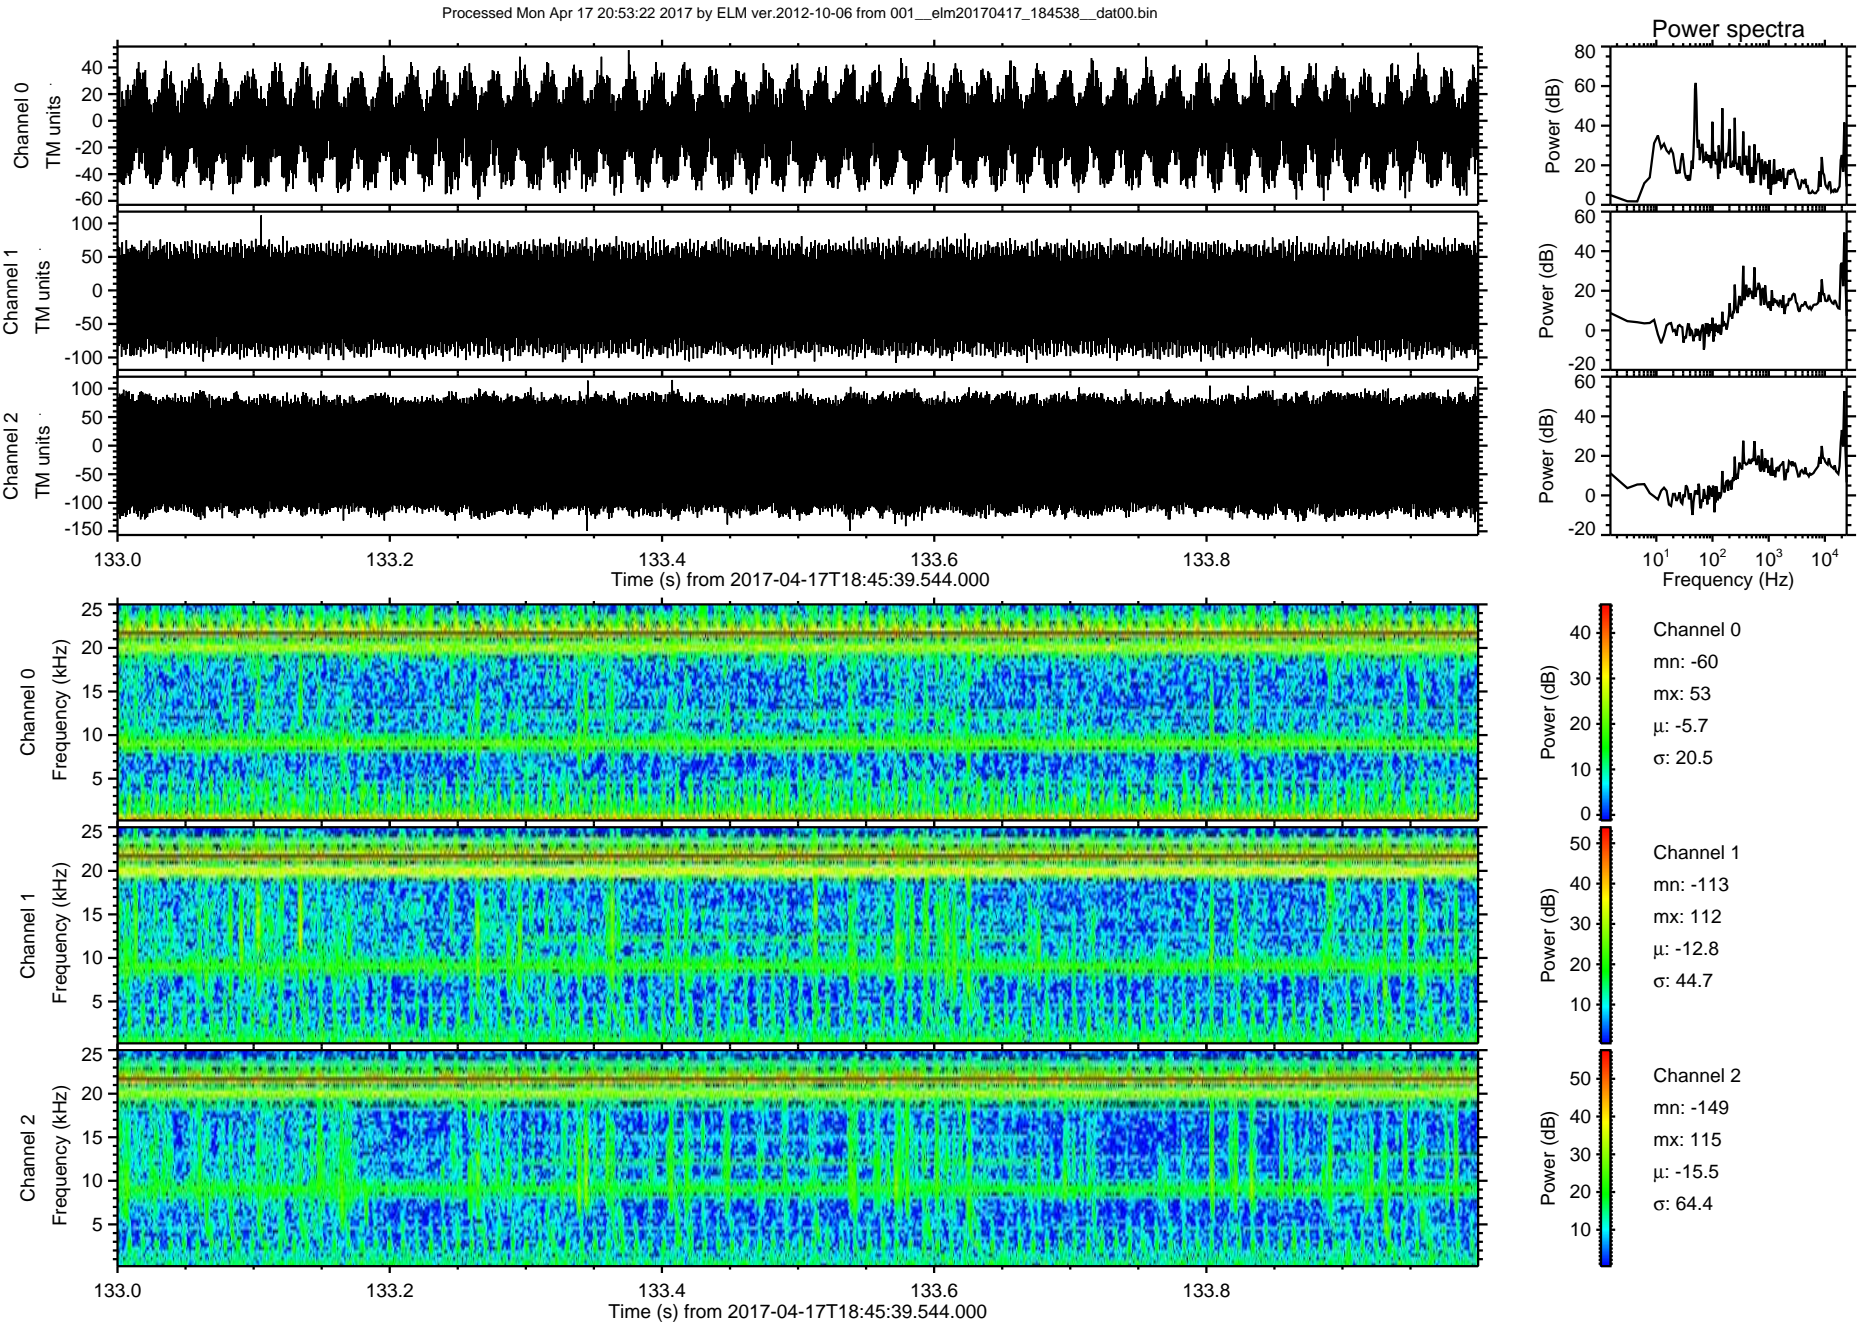 Processed Mon Apr 17 20:53:22 2017 by ELM ver.2012-10-06 from 001__elm20170417_184538__dat00.bin
Power spectra
Channel 0
TM units
40
20
0
-20
-40
-60
Power (dB)
80
60
40
20
0
Channel 1
TM units
100
50
0
-50
-100
Power (dB)
60
40
20
0
-20
Channel 2
TM units
100
50
0
-50
-100
-150
Power (dB)
60
40
20
0
-20
133.0 133.2 133.4 133.6 133.8
Time (s) from 2017-04-17T18:45:39.544.000
10^1 10^2 10^3 10^4
Frequency (Hz)
Channel 0
Frequency (kHz)
25
20
15
10
5
Power (dB)
40
30
20
10
0
Channel 0
mn: -60
mx: 53
μ: -5.7
σ: 20.5
Channel 1
Frequency (kHz)
25
20
15
10
5
Power (dB)
50
40
30
20
10
Channel 1
mn: -113
mx: 112
μ: -12.8
σ: 44.7
Channel 2
Frequency (kHz)
25
20
15
10
5
Power (dB)
50
40
30
20
10
Channel 2
mn: -149
mx: 115
μ: -15.5
σ: 64.4
133.0 133.2 133.4 133.6 133.8
Time (s) from 2017-04-17T18:45:39.544.000